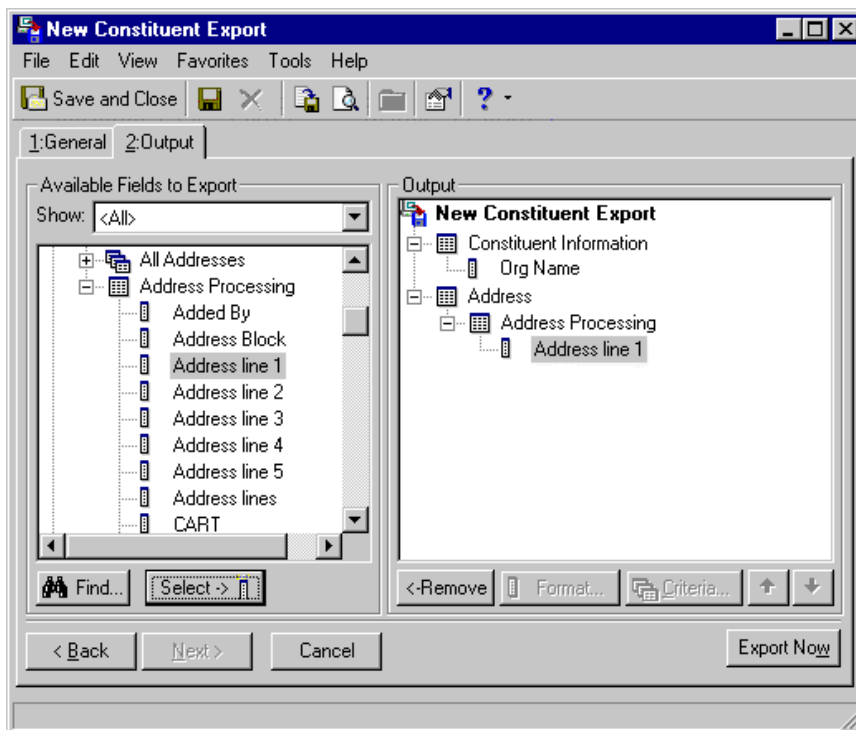 New Constituent Export
File Edit View Favorites Tools Help
Save and Close ?
1:General 2:Output
Available Fields to Export
Show: <All>
All Addresses
Address Processing
Added By
Address Block
Address line 1
Address line 2
Address line 3
Address line 4
Address line 5
Address lines
CART
Find... Select ->
Output
New Constituent Export
Constituent Information
Org Name
Address
Address Processing
Address line 1
<-Remove Format... Criteria...
< Back Next > Cancel Export Now